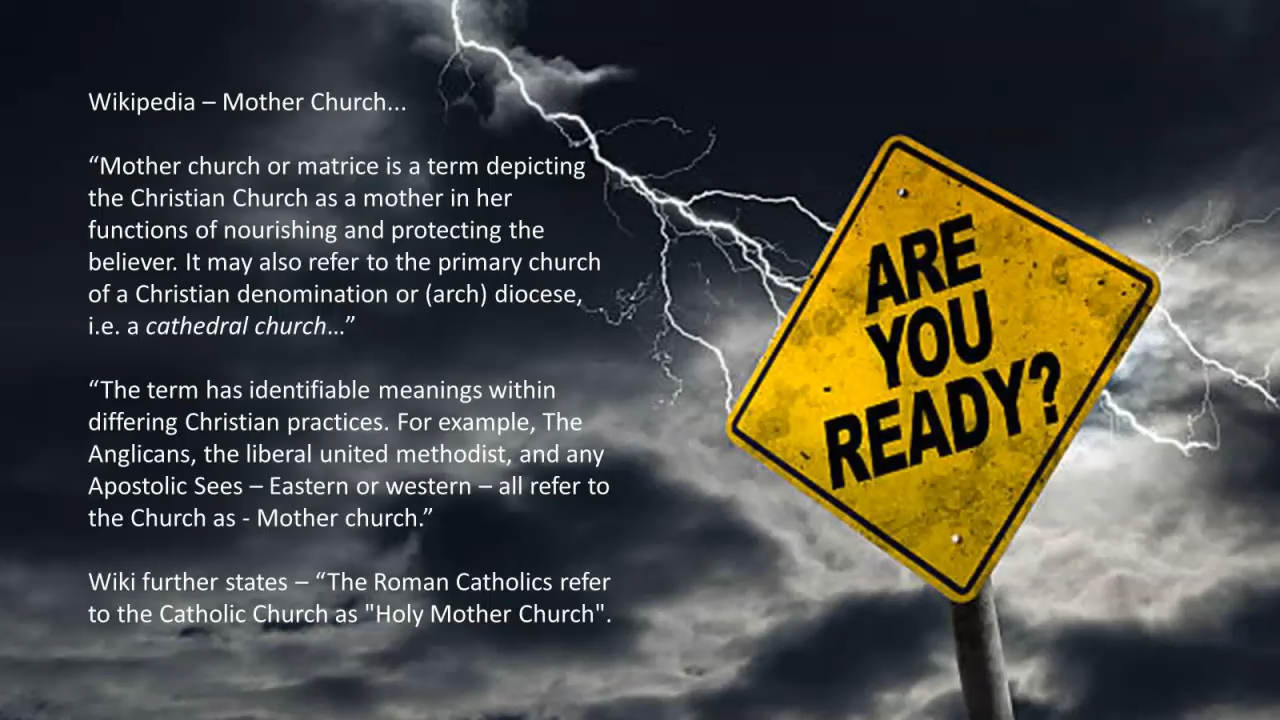 Wikipedia – Mother Church...
“Mother church or matrice is a term depicting
the Christian Church as a mother in her
functions of nourishing and protecting the
believer. It may also refer to the primary church
of a Christian denomination or (arch) diocese,
i.e. a cathedral church…”
“The term has identifiable meanings within
differing Christian practices. For example, The
Anglicans, the liberal united methodist, and any
Apostolic Sees – Eastern or western – all refer to
the Church as - Mother church.”
Wiki further states – “The Roman Catholics refer
to the Catholic Church as "Holy Mother Church".
ARE
YOU
READY?